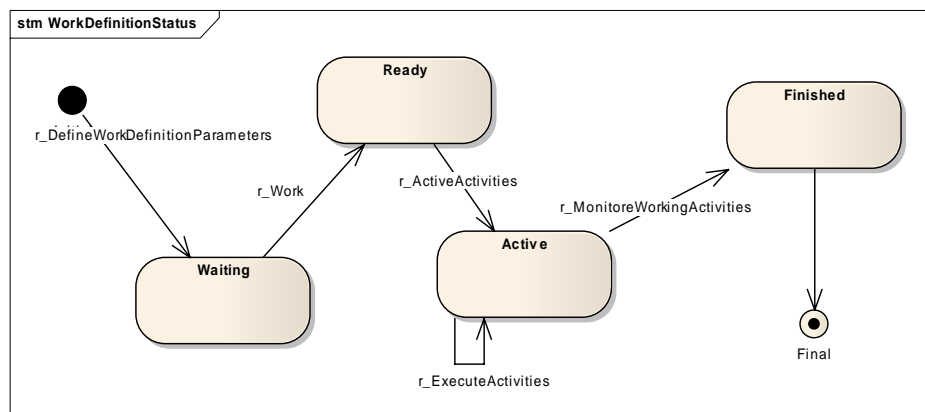 stm WorkDefinitionStatus
Ready
Finished
r_DefineWorkDefinitionParameters
r_Work
r_ActiveActivities
r_MonitoreWorkingActivities
Waiting
Active
Final
r_ExecuteActivities